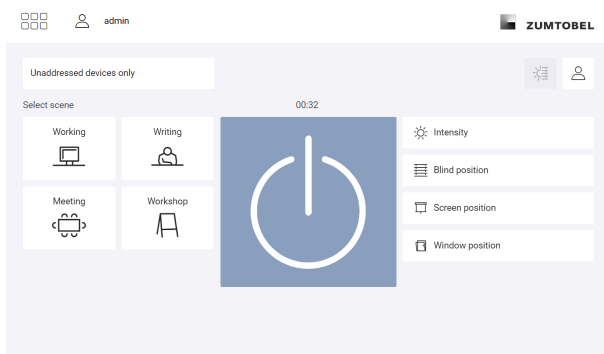 admin
ZUMTOBEL
Unaddressed devices only
Select scene
00:32
Working
Writing
Meeting
Workshop
Intensity
Blind position
Screen position
Window position